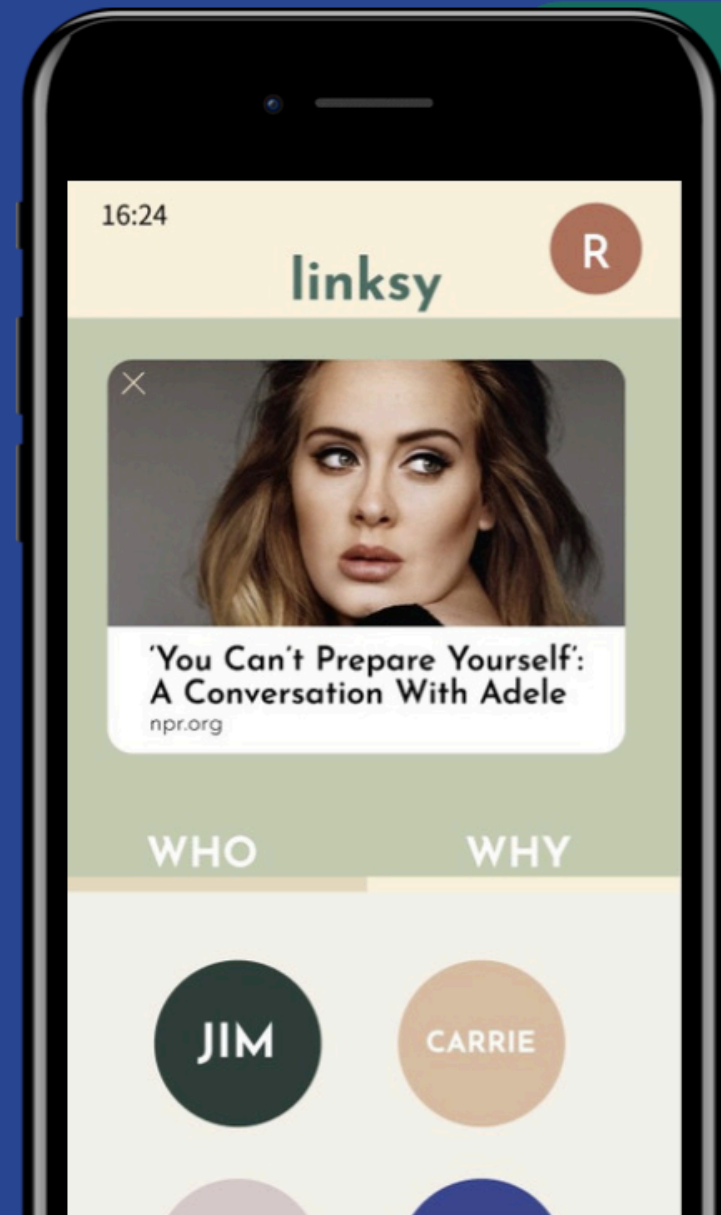 16:24
R
linksy
‘You Can’t Prepare Yourself’:
A Conversation With Adele
npr.org
WHO
WHY
JIM
CARRIE